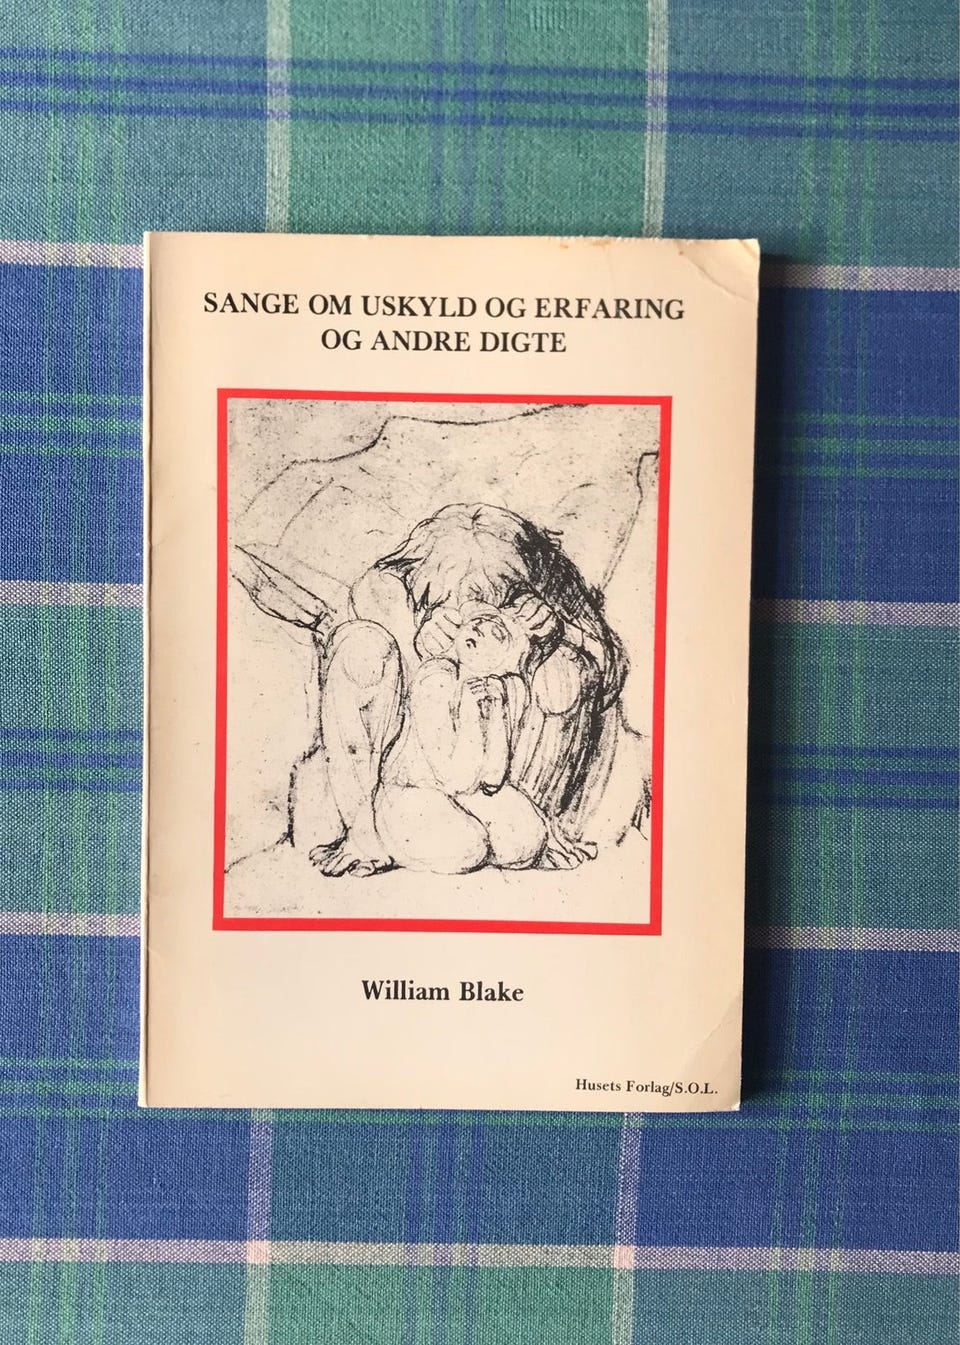 SANGE OM USKYLD OG ERFARING
OG ANDRE DIGTE
William Blake
Husets Forlag/S.O.L.